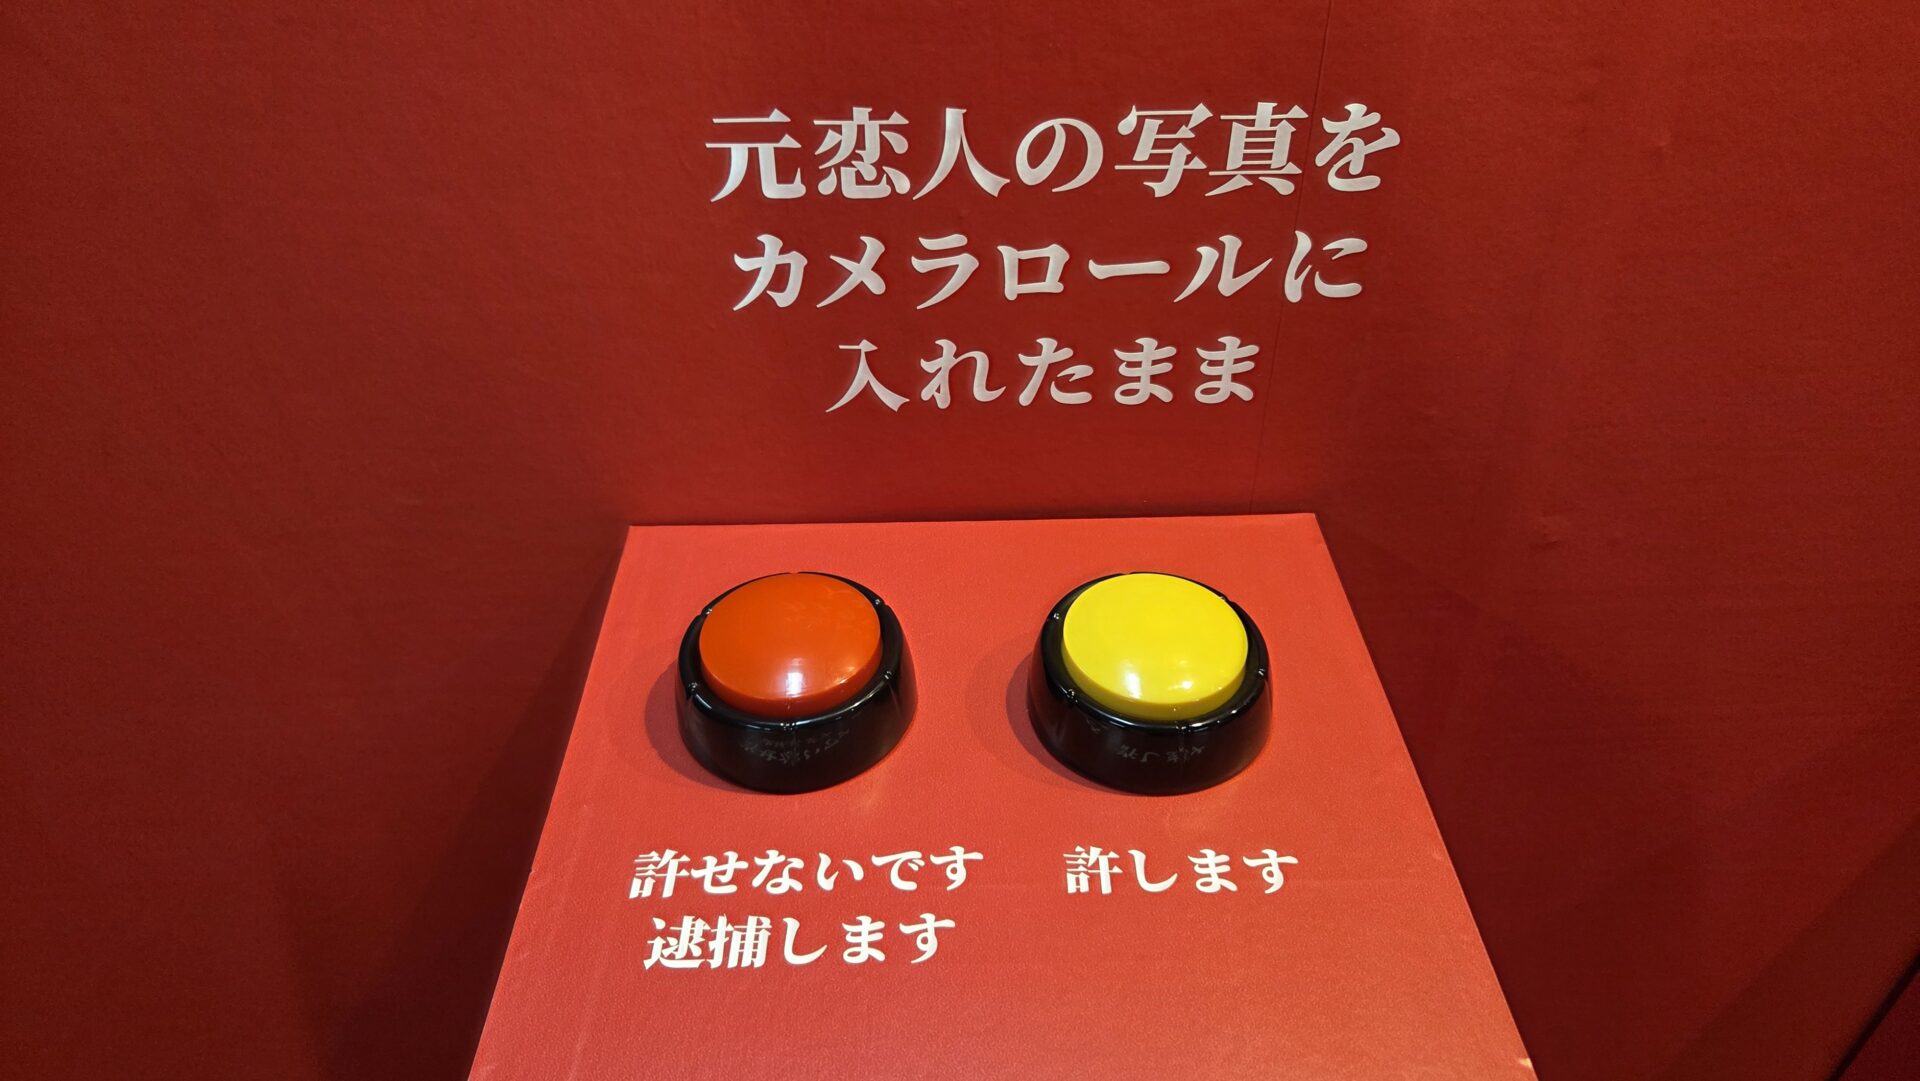 元恋人の写真を
カメラロールに
入れたまま
許せないです
逮捕します
許します